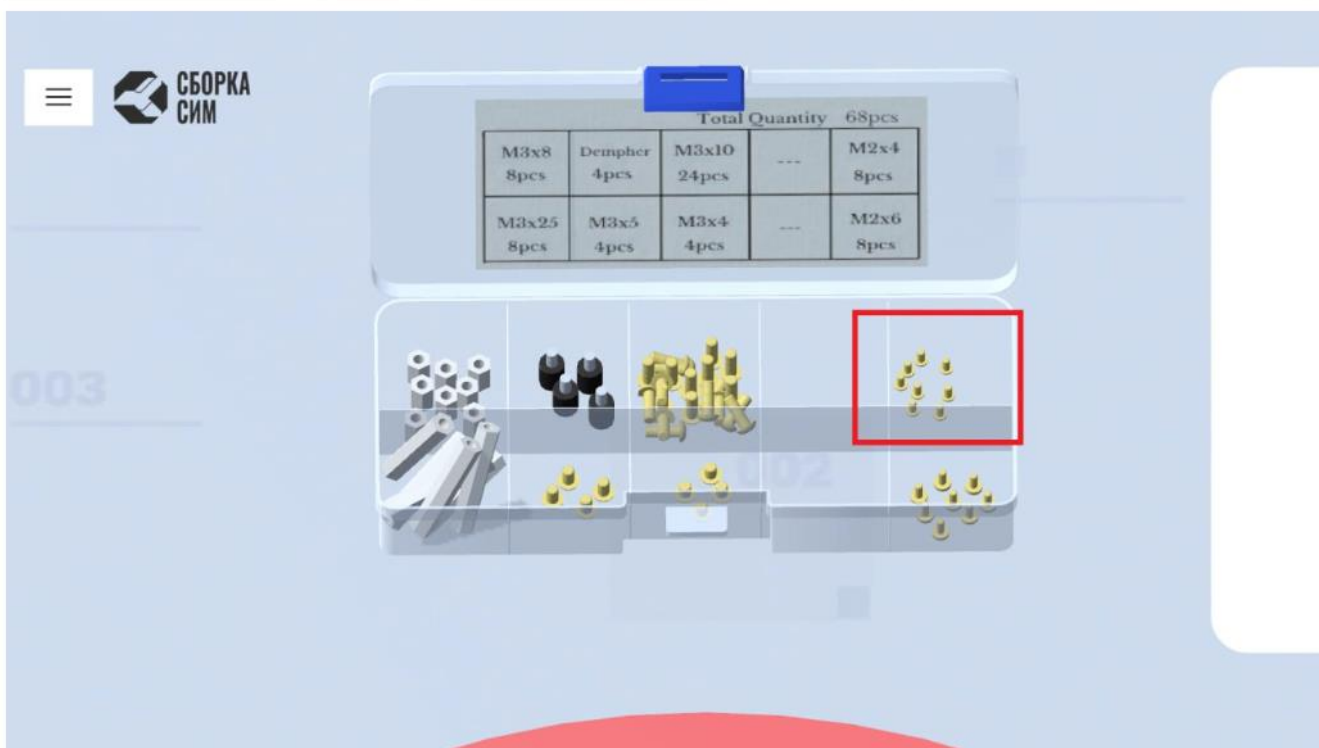 СБОРКА
СИМ
Total Quantity 68pcs
M3x8 Dempher M3x10 --- M2x4
8pcs 4pcs 24pcs 8pcs
M3x25 M3x5 M3x4 --- M2x6
8pcs 4pcs 4pcs 8pcs
003
002